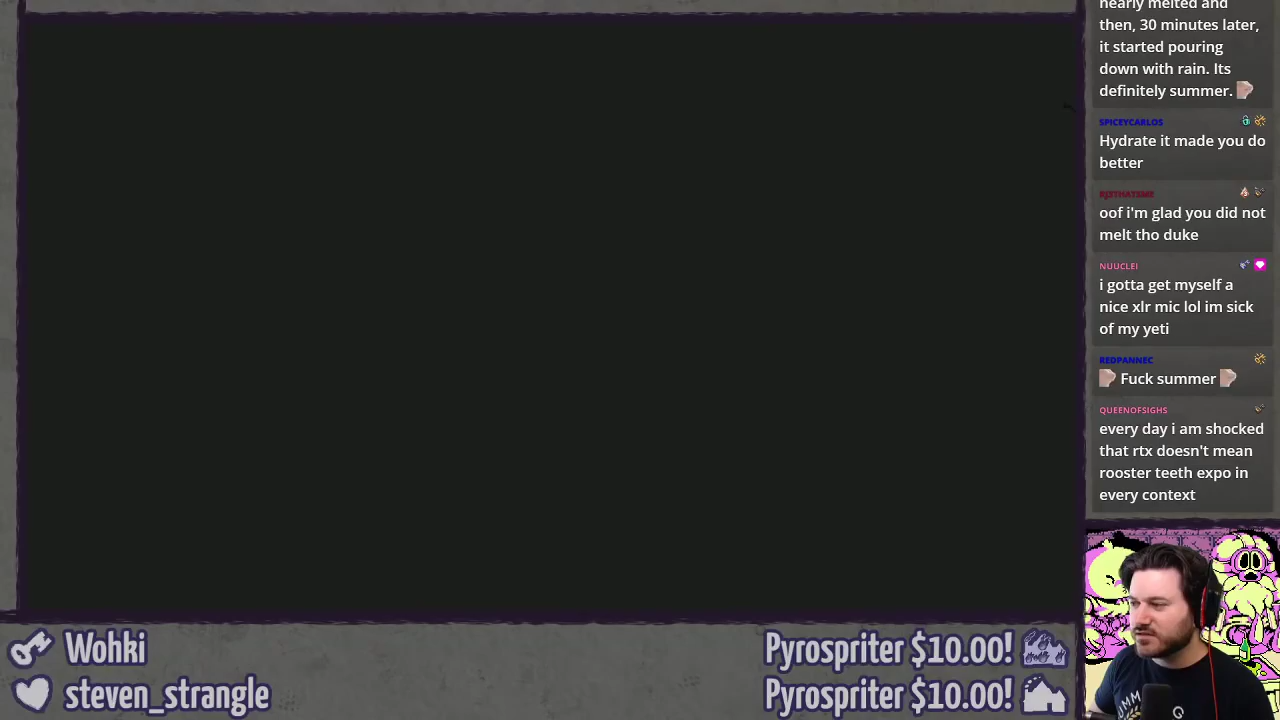 nearly melted and
then, 30 minutes later,
it started pouring
down with rain. Its
definitely summer.
SPICEYCARLOS
Hydrate it made you do
better
RJSTHATSME
oof i'm glad you did not
melt tho duke
NUUCLEI
i gotta get myself a
nice xlr mic lol im sick
of my yeti
REDPANNEC
Fuck summer
QUEENOFSIGHS
every day i am shocked
that rtx doesn't mean
rooster teeth expo in
every context
Wohki
steven_strangle
Pyrospriter $10.00!
Pyrospriter $10.00!